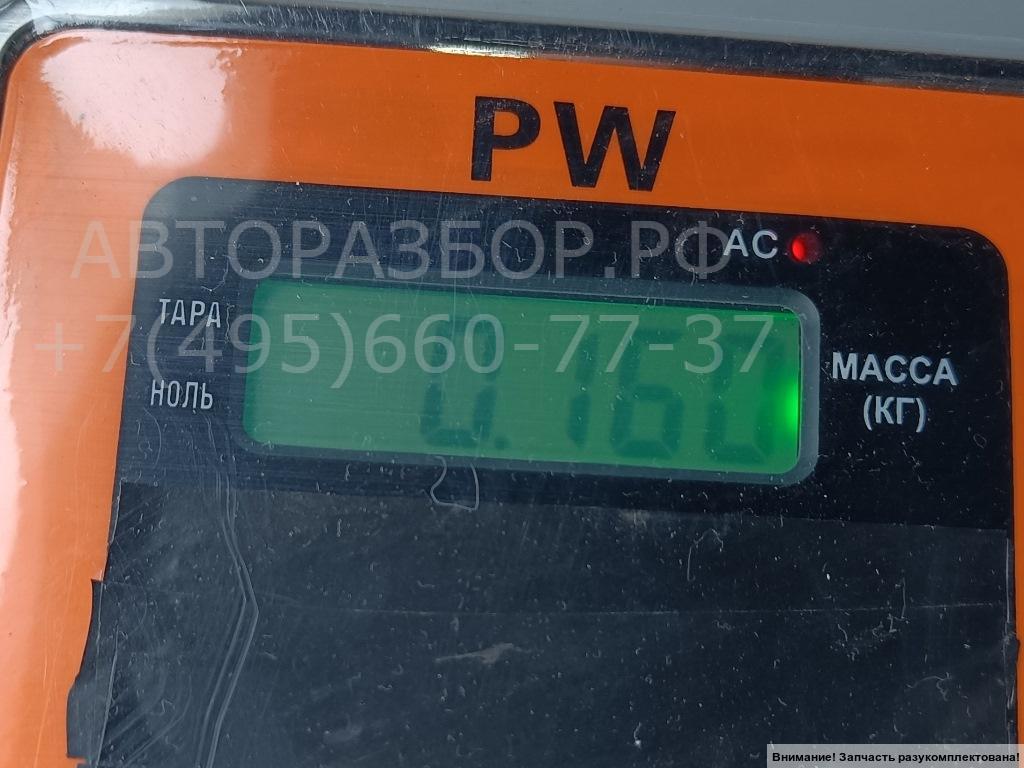 PW
АВТОРАЗБОР.РФ
AC
ТАРА
+7(495)660-77-37
0.160
МАССА
(КГ)
НОЛЬ
Внимание! Запчасть разукомплектована!